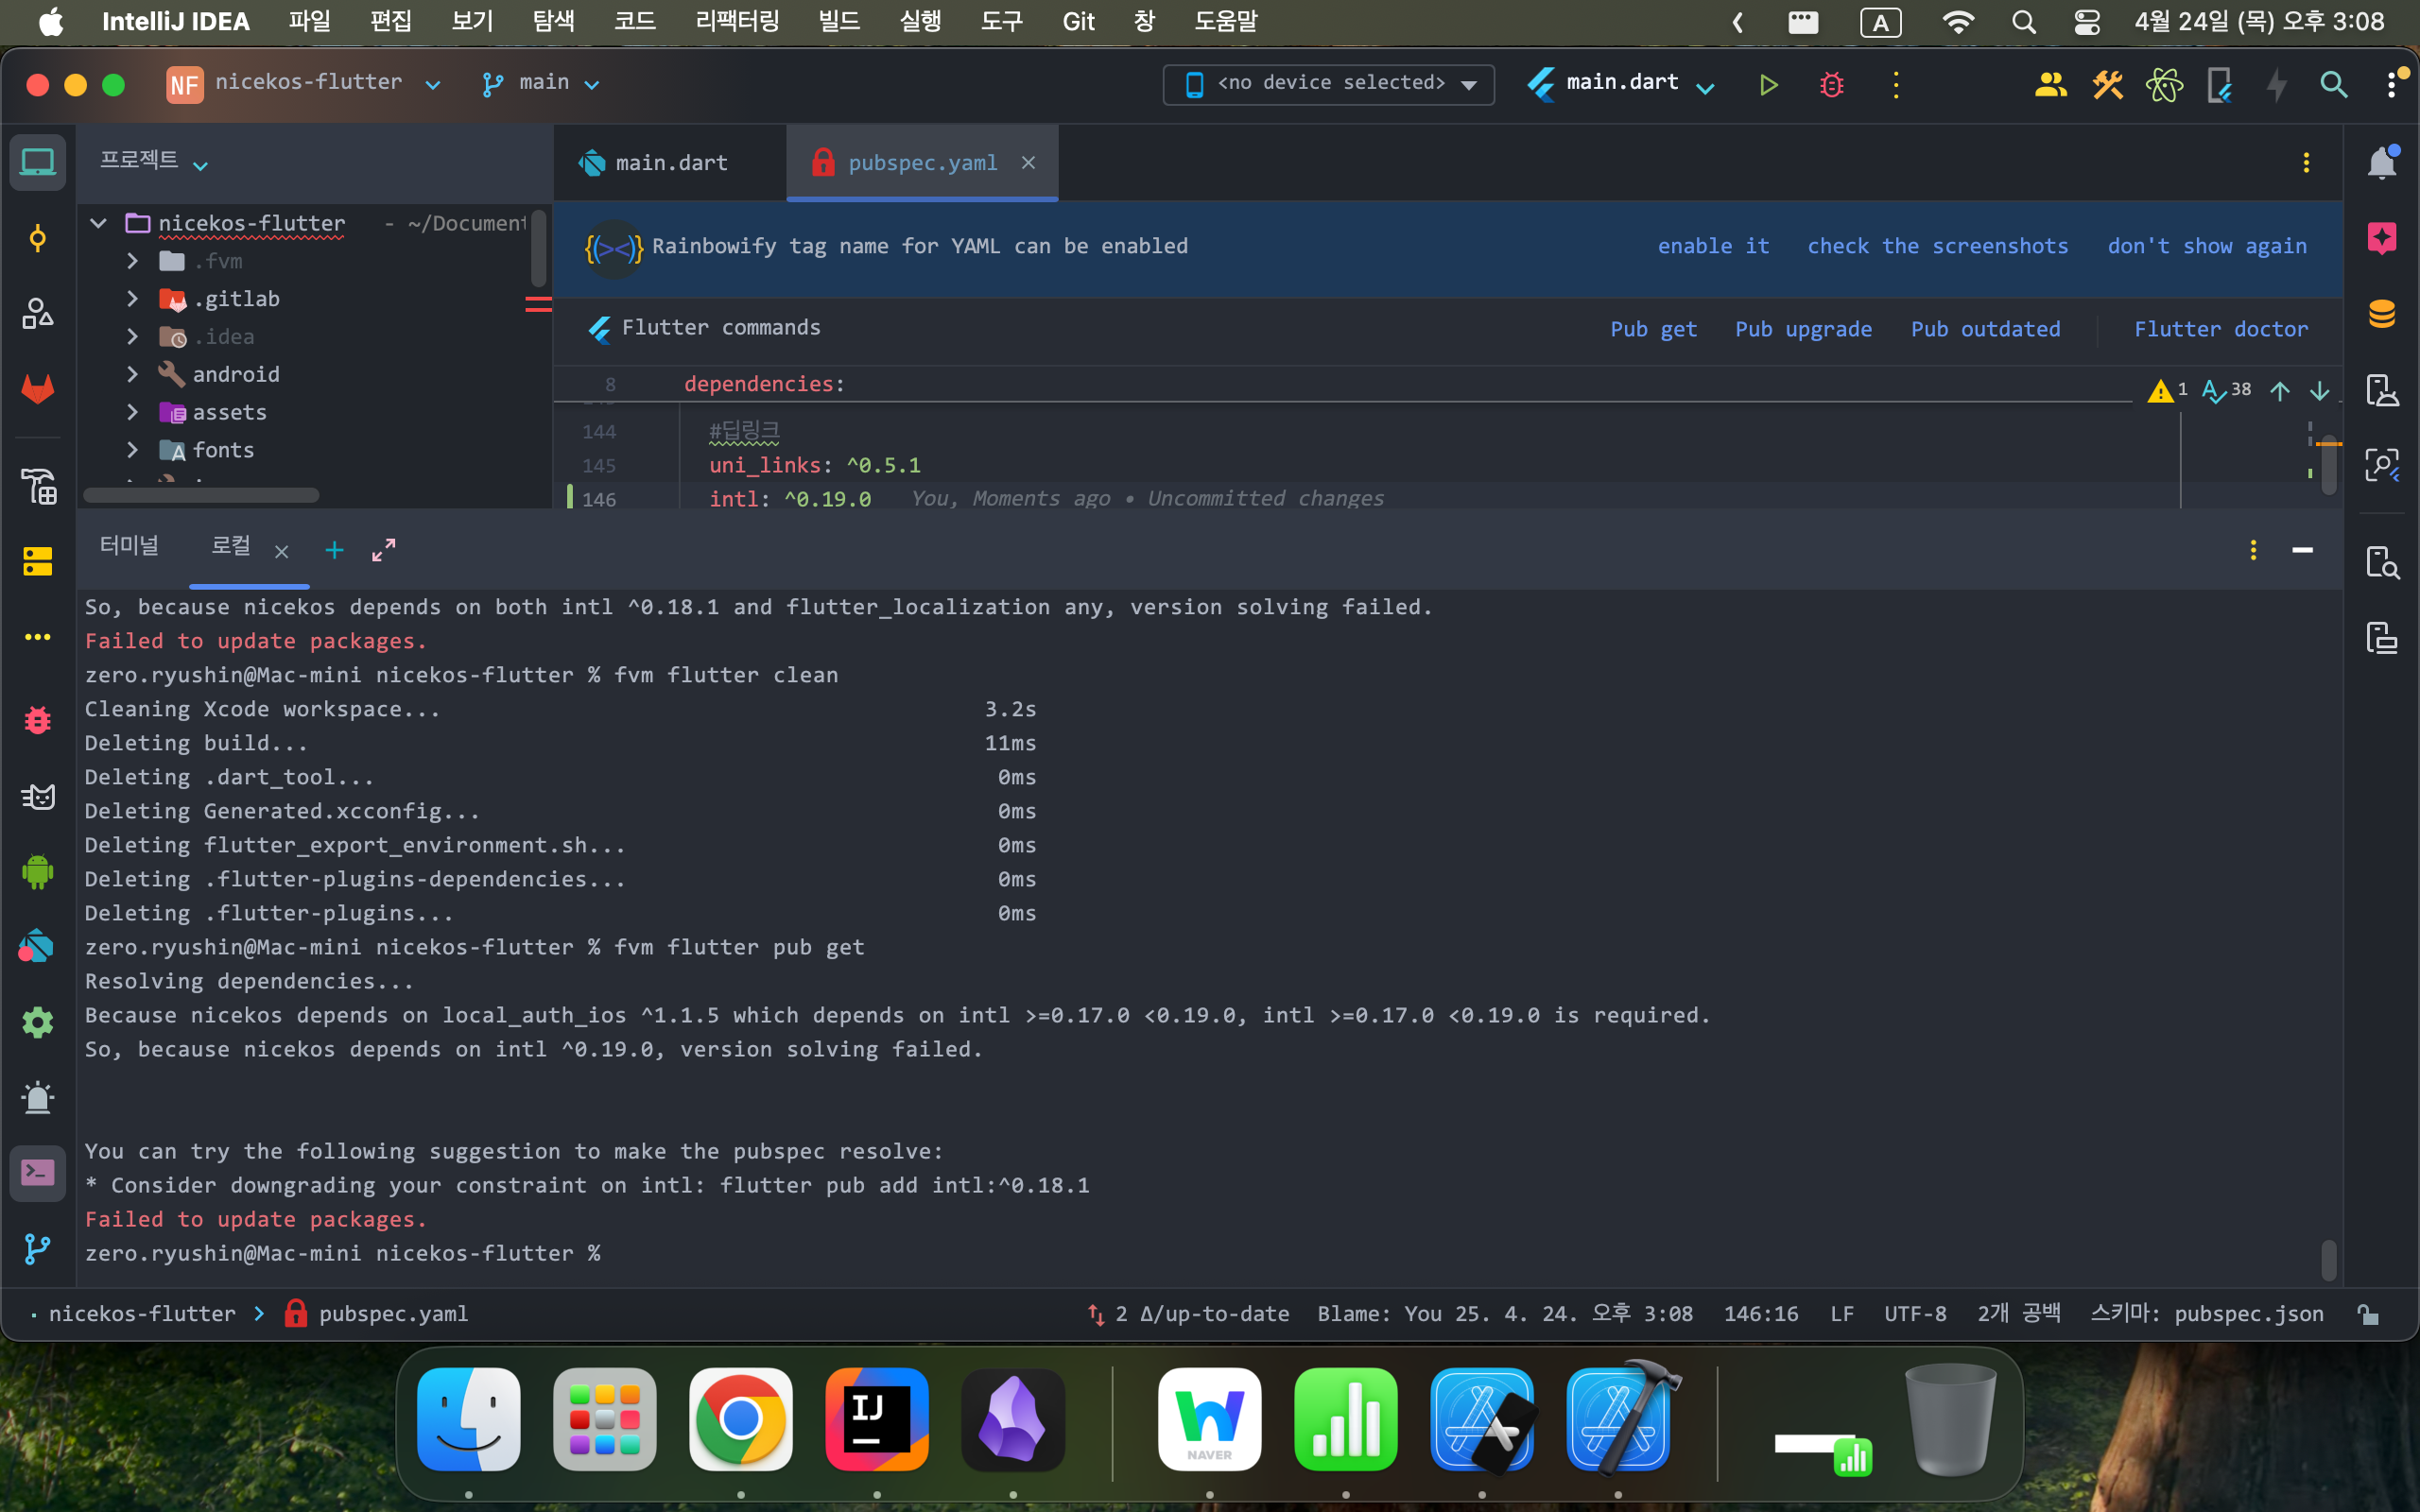 IntelliJ IDEA 파일 편집 보기 탐색 코드 리팩터링 빌드 실행 도구 Git 창 도움말 A 4월 24일 (목) 오후 3:08
NF nicekos-flutter main <no device selected> main.dart
프로젝트
main.dart pubspec.yaml
nicekos-flutter - ~/Document
.fvm
.gitlab
.idea
android
assets
fonts
{(><)} Rainbowify tag name for YAML can be enabled enable it check the screenshots don't show again
Flutter commands Pub get Pub upgrade Pub outdated Flutter doctor
8 dependencies:
1 38
144 #딥링크
145 uni_links: ^0.5.1
146 intl: ^0.19.0 You, Moments ago • Uncommitted changes
터미널 로컬
So, because nicekos depends on both intl ^0.18.1 and flutter_localization any, version solving failed.
Failed to update packages.
zero.ryushin@Mac-mini nicekos-flutter % fvm flutter clean
Cleaning Xcode workspace... 3.2s
Deleting build... 11ms
Deleting .dart_tool... 0ms
Deleting Generated.xcconfig... 0ms
Deleting flutter_export_environment.sh... 0ms
Deleting .flutter-plugins-dependencies... 0ms
Deleting .flutter-plugins... 0ms
zero.ryushin@Mac-mini nicekos-flutter % fvm flutter pub get
Resolving dependencies...
Because nicekos depends on local_auth_ios ^1.1.5 which depends on intl >=0.17.0 <0.19.0, intl >=0.17.0 <0.19.0 is required.
So, because nicekos depends on intl ^0.19.0, version solving failed.
You can try the following suggestion to make the pubspec resolve:
* Consider downgrading your constraint on intl: flutter pub add intl:^0.18.1
Failed to update packages.
zero.ryushin@Mac-mini nicekos-flutter %
nicekos-flutter pubspec.yaml 2 Δ/up-to-date Blame: You 25. 4. 24. 오후 3:08 146:16 LF UTF-8 2개 공백 스키마: pubspec.json
IJ
NAVER